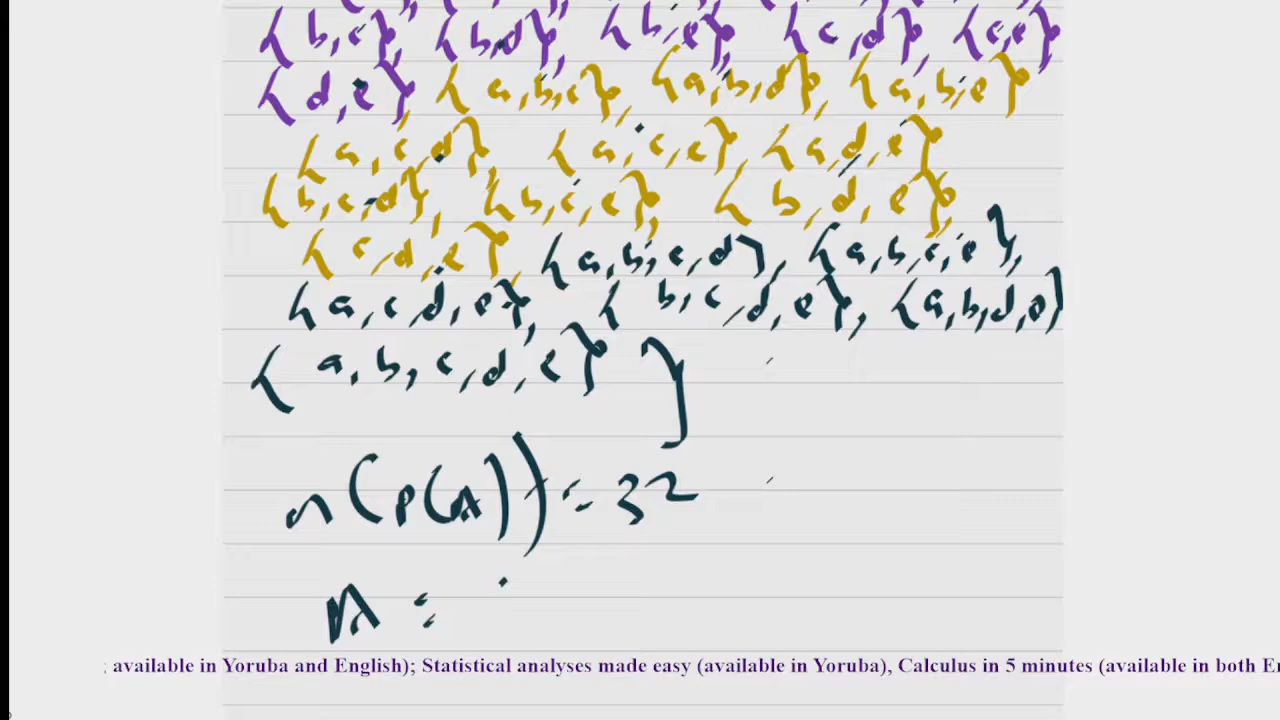 {b,c}, {b,d}, {b,e}, {c,d}, {c,e}
{d,e}, {a,b,c}, {a,b,d}, {a,b,e}
{a,c,d}, {a,c,e}, {a,d,e}
{b,c,d}, {b,c,e}, {b,d,e}
{c,d,e}, {a,b,c,d}, {a,b,c,e},
{a,c,d,e}, {b,c,d,e}, {a,b,d,e}
{a,b,c,d,e}}
n(P(A)) = 32
A =
; available in Yoruba and English); Statistical analyses made easy (available in Yoruba), Calculus in 5 minutes (available in both